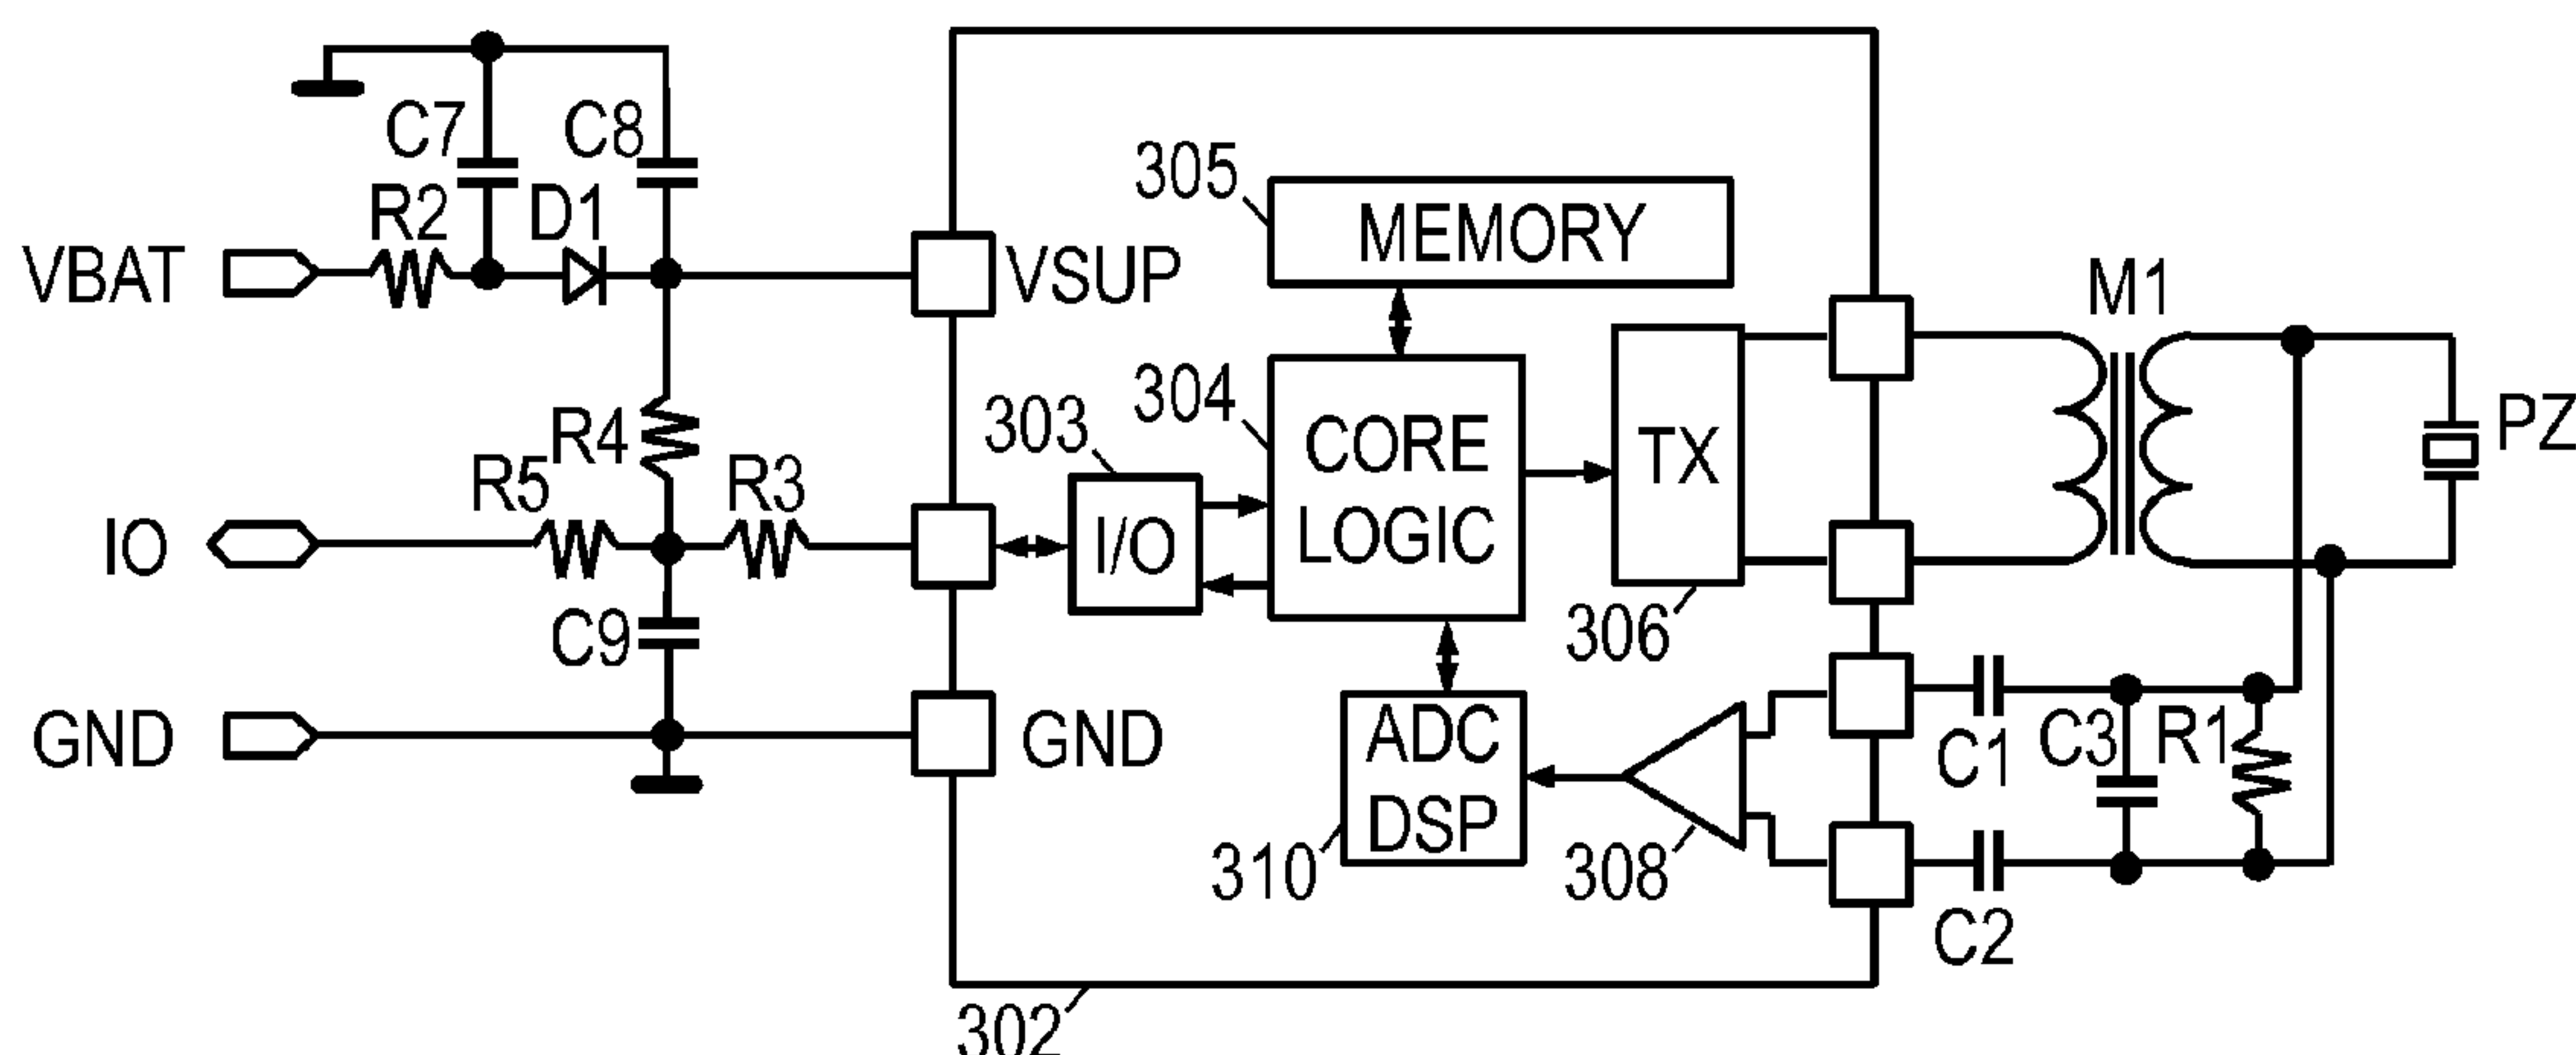 C7
C8
R2
D1
VBAT
VSUP
305
MEMORY
M1
R4
R5
R3
303
304
CORE
LOGIC
TX
PZ
IO
I/O
C9
306
GND
GND
ADC
DSP
310
308
C1
C3
R1
C2
302